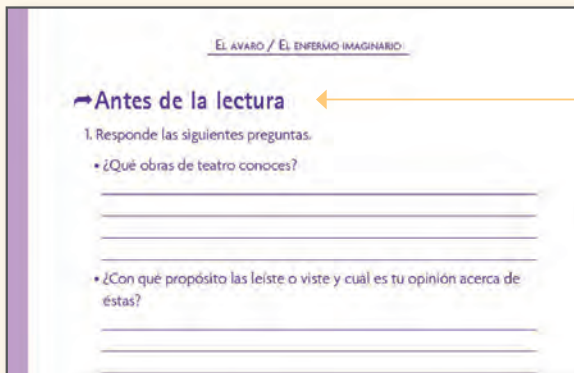 EL AVARO / EL ENFERMO IMAGINARIO
Antes de la lectura
1. Responde las siguientes preguntas.
• ¿Qué obras de teatro conoces?
• ¿Con qué propósito las leíste o viste y cuál es tu opinión acerca de
éstas?